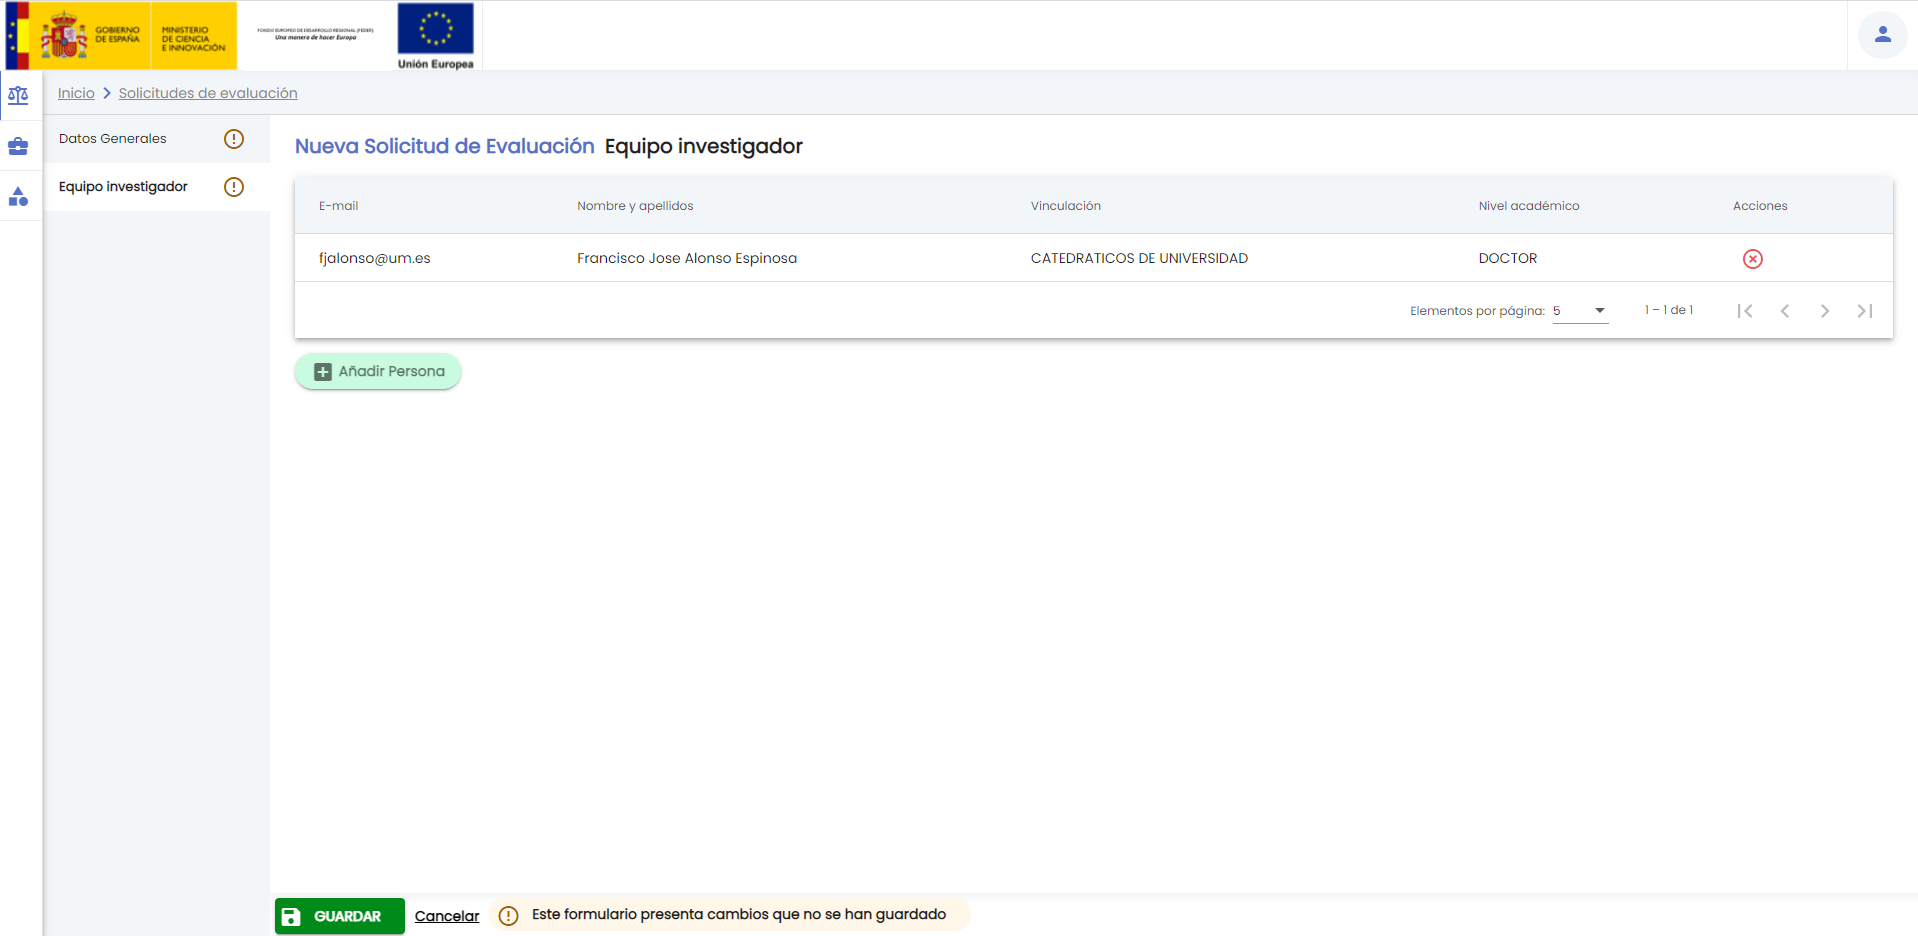 GOBIERNO
DE ESPAÑA
MINISTERIO
DE CIENCIA
E INNOVACIÓN
FONDO EUROPEO DE DESARROLLO REGIONAL (FEDER)
Una manera de hacer Europa
Unión Europea
Inicio
Solicitudes de evaluación
Datos Generales
Equipo investigador
Nueva Solicitud de Evaluación Equipo investigador
E-mail Nombre y apellidos Vinculación Nivel académico Acciones
fjalonso@um.es Francisco Jose Alonso Espinosa CATEDRATICOS DE UNIVERSIDAD DOCTOR
Elementos por página: 5 1 – 1 de 1
Añadir Persona
GUARDAR Cancelar Este formulario presenta cambios que no se han guardado